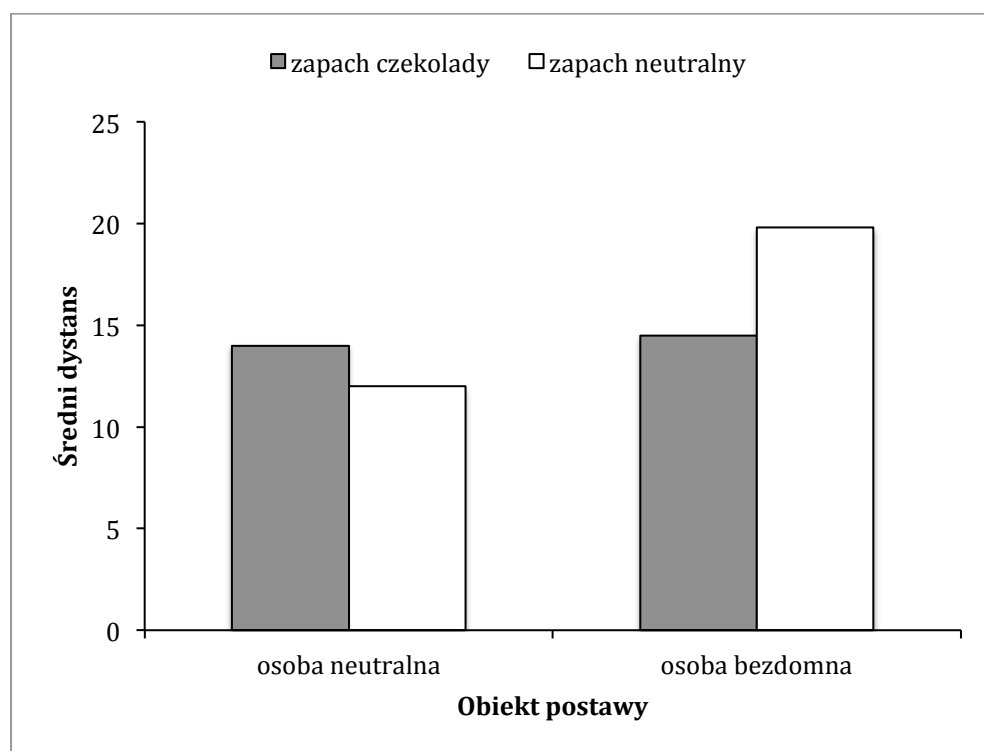 zapach czekolady zapach neutralny
25
20
15
10
5
0
Średni dystans
osoba neutralna osoba bezdomna
Obiekt postawy